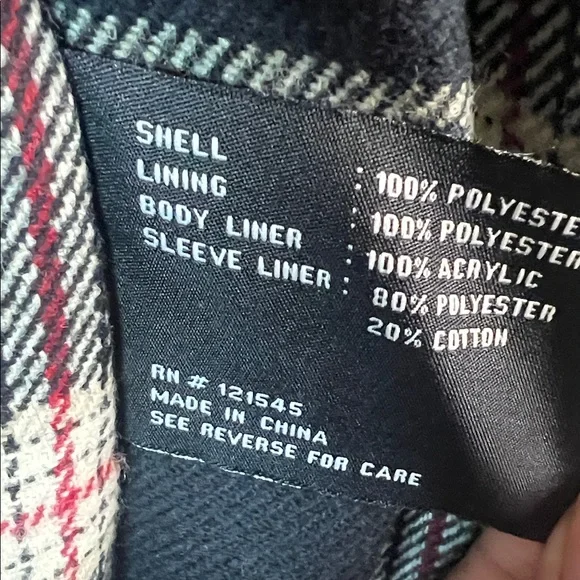 SHELL : 100% POLYESTE
LINING : 100% POLYESTER
BODY LINER : 100% ACRYLIC
SLEEVE LINER : 80% POLYESTER
20% COTTON
RN # 121545
MADE IN CHINA
SEE REVERSE FOR CARE